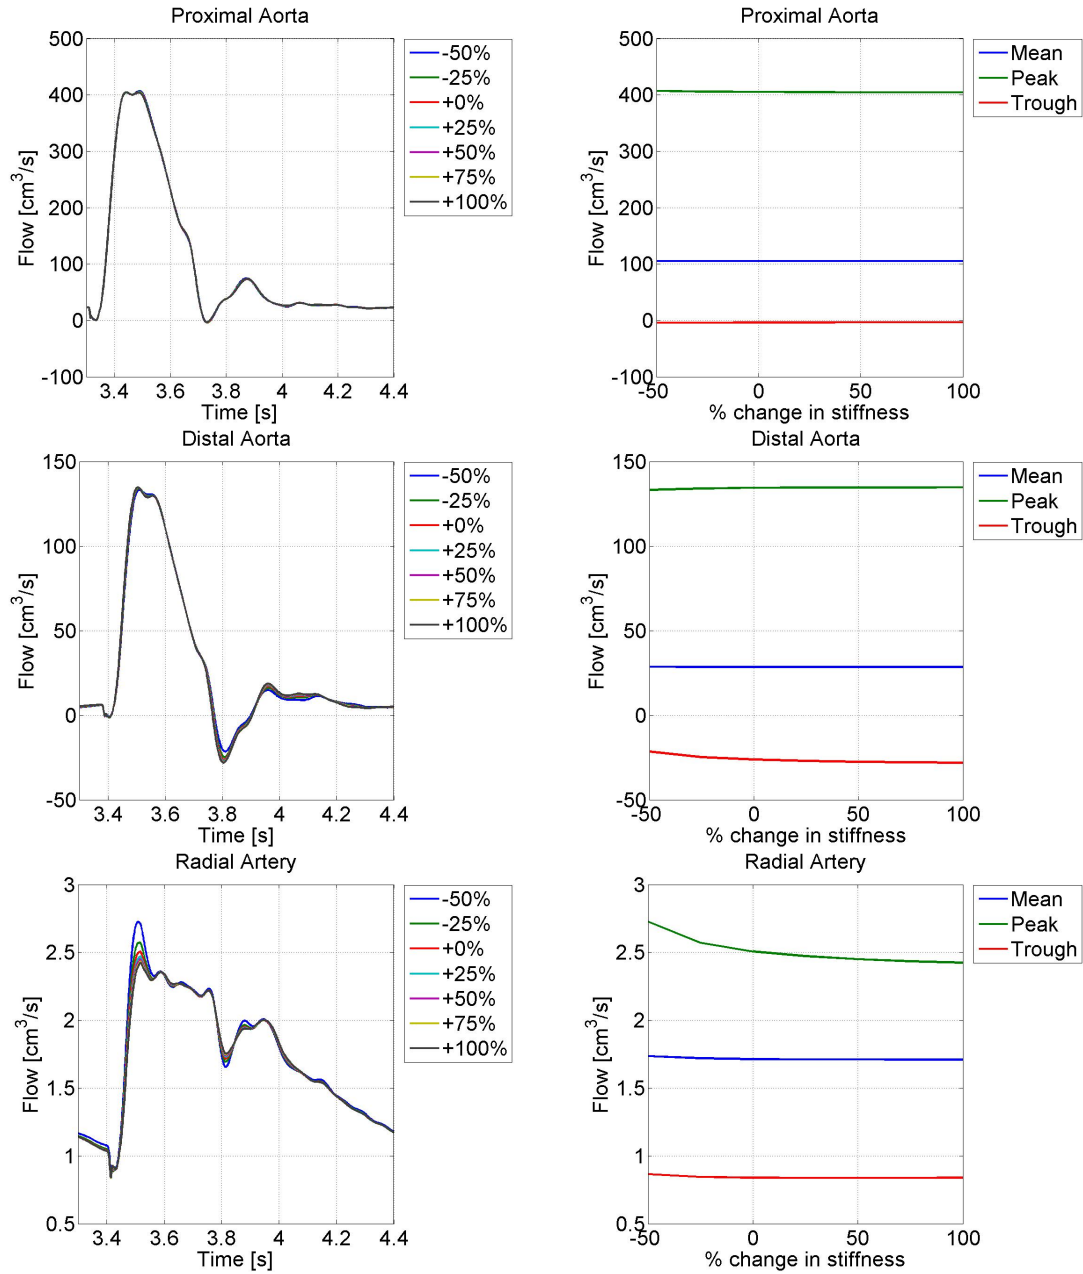 Proximal Aorta
500
400
300
200
100
0
-100
Flow [cm³/s]
3.4 3.6 3.8 4 4.2 4.4
Time [s]
-50%
-25%
+0%
+25%
+50%
+75%
+100%
Proximal Aorta
500
400
300
200
100
0
-100
Flow [cm³/s]
-50 0 50 100
% change in stiffness
Mean
Peak
Trough
Distal Aorta
150
100
50
0
-50
Flow [cm³/s]
3.4 3.6 3.8 4 4.2 4.4
Time [s]
-50%
-25%
+0%
+25%
+50%
+75%
+100%
Distal Aorta
150
100
50
0
-50
Flow [cm³/s]
-50 0 50 100
% change in stiffness
Mean
Peak
Trough
Radial Artery
3
2.5
2
1.5
1
0.5
Flow [cm³/s]
3.4 3.6 3.8 4 4.2 4.4
Time [s]
-50%
-25%
+0%
+25%
+50%
+75%
+100%
Radial Artery
3
2.5
2
1.5
1
0.5
Flow [cm³/s]
-50 0 50 100
% change in stiffness
Mean
Peak
Trough